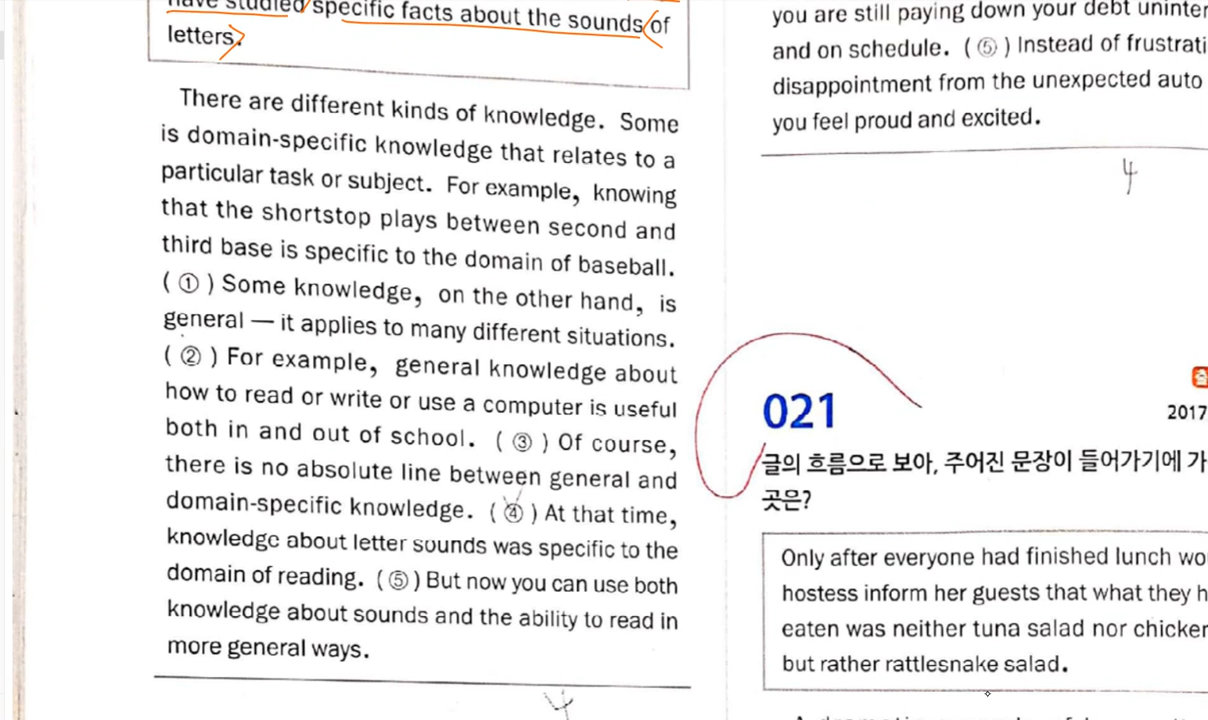 have studied specific facts about the sounds of
letters.
There are different kinds of knowledge. Some
is domain-specific knowledge that relates to a
particular task or subject. For example, knowing
that the shortstop plays between second and
third base is specific to the domain of baseball.
( ① ) Some knowledge, on the other hand, is
general — it applies to many different situations.
( ② ) For example, general knowledge about
how to read or write or use a computer is useful
both in and out of school. ( ③ ) Of course,
there is no absolute line between general and
domain-specific knowledge. ( ④ ) At that time,
knowledge about letter sounds was specific to the
domain of reading. ( ⑤ ) But now you can use both
knowledge about sounds and the ability to read in
more general ways.
4
you are still paying down your debt
and on schedule. ( ⑤ ) Instead of
disappointment from the unexpected auto
you feel proud and excited.
4
021
2017
글의 흐름으로 보아, 주어진 문장이 들어가기에 가
곳은?
Only after everyone had finished lunch
hostess inform her guests that what they
eaten was neither tuna salad nor
but rather rattlesnake salad.